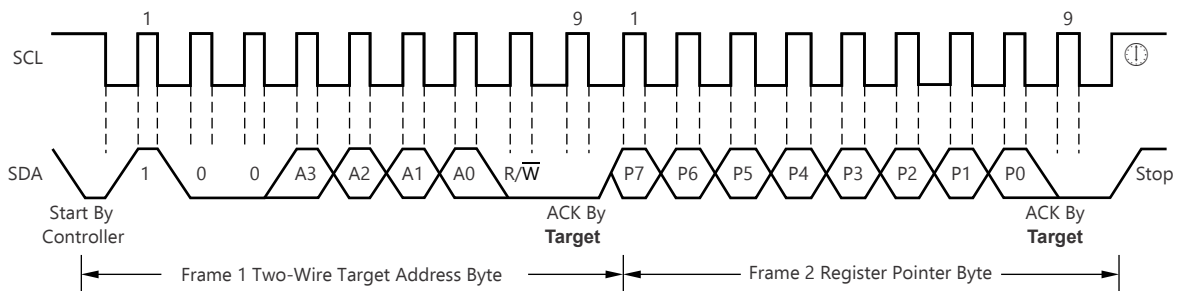 1 9 1 9
SCL
SDA 1 0 0 A3 A2 A1 A0 R/W̅ P7 P6 P5 P4 P3 P2 P1 P0 Stop
Start By ACK By ACK By
Controller Target Target
Frame 1 Two-Wire Target Address Byte Frame 2 Register Pointer Byte